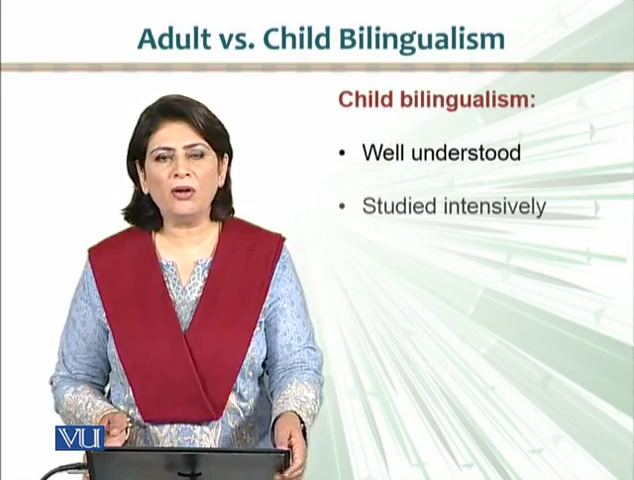 Adult vs. Child Bilingualism
Child bilingualism:
• Well understood
• Studied intensively
VU